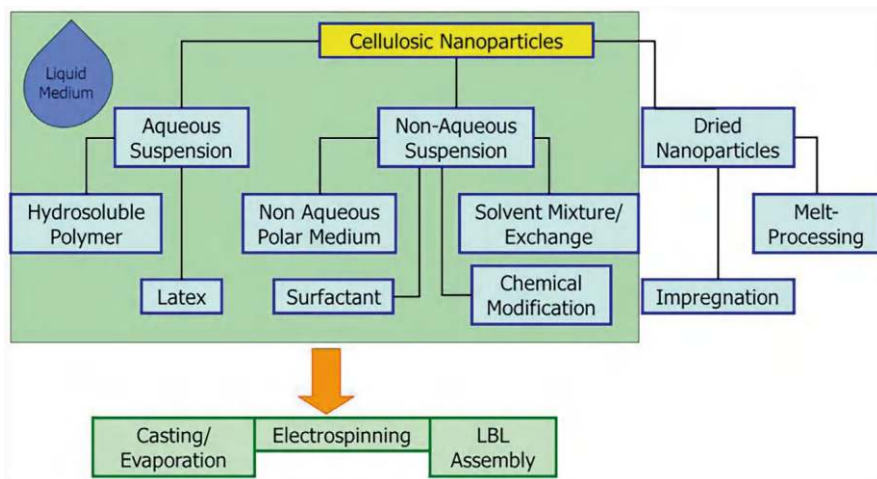 Cellulosic Nanoparticles
Liquid
Medium
Aqueous
Suspension
Non-Aqueous
Suspension
Dried
Nanoparticles
Hydrosoluble
Polymer
Non Aqueous
Polar Medium
Solvent Mixture/
Exchange
Melt-
Processing
Latex
Surfactant
Chemical
Modification
Impregnation
Casting/
Evaporation
Electrospinning
LBL
Assembly